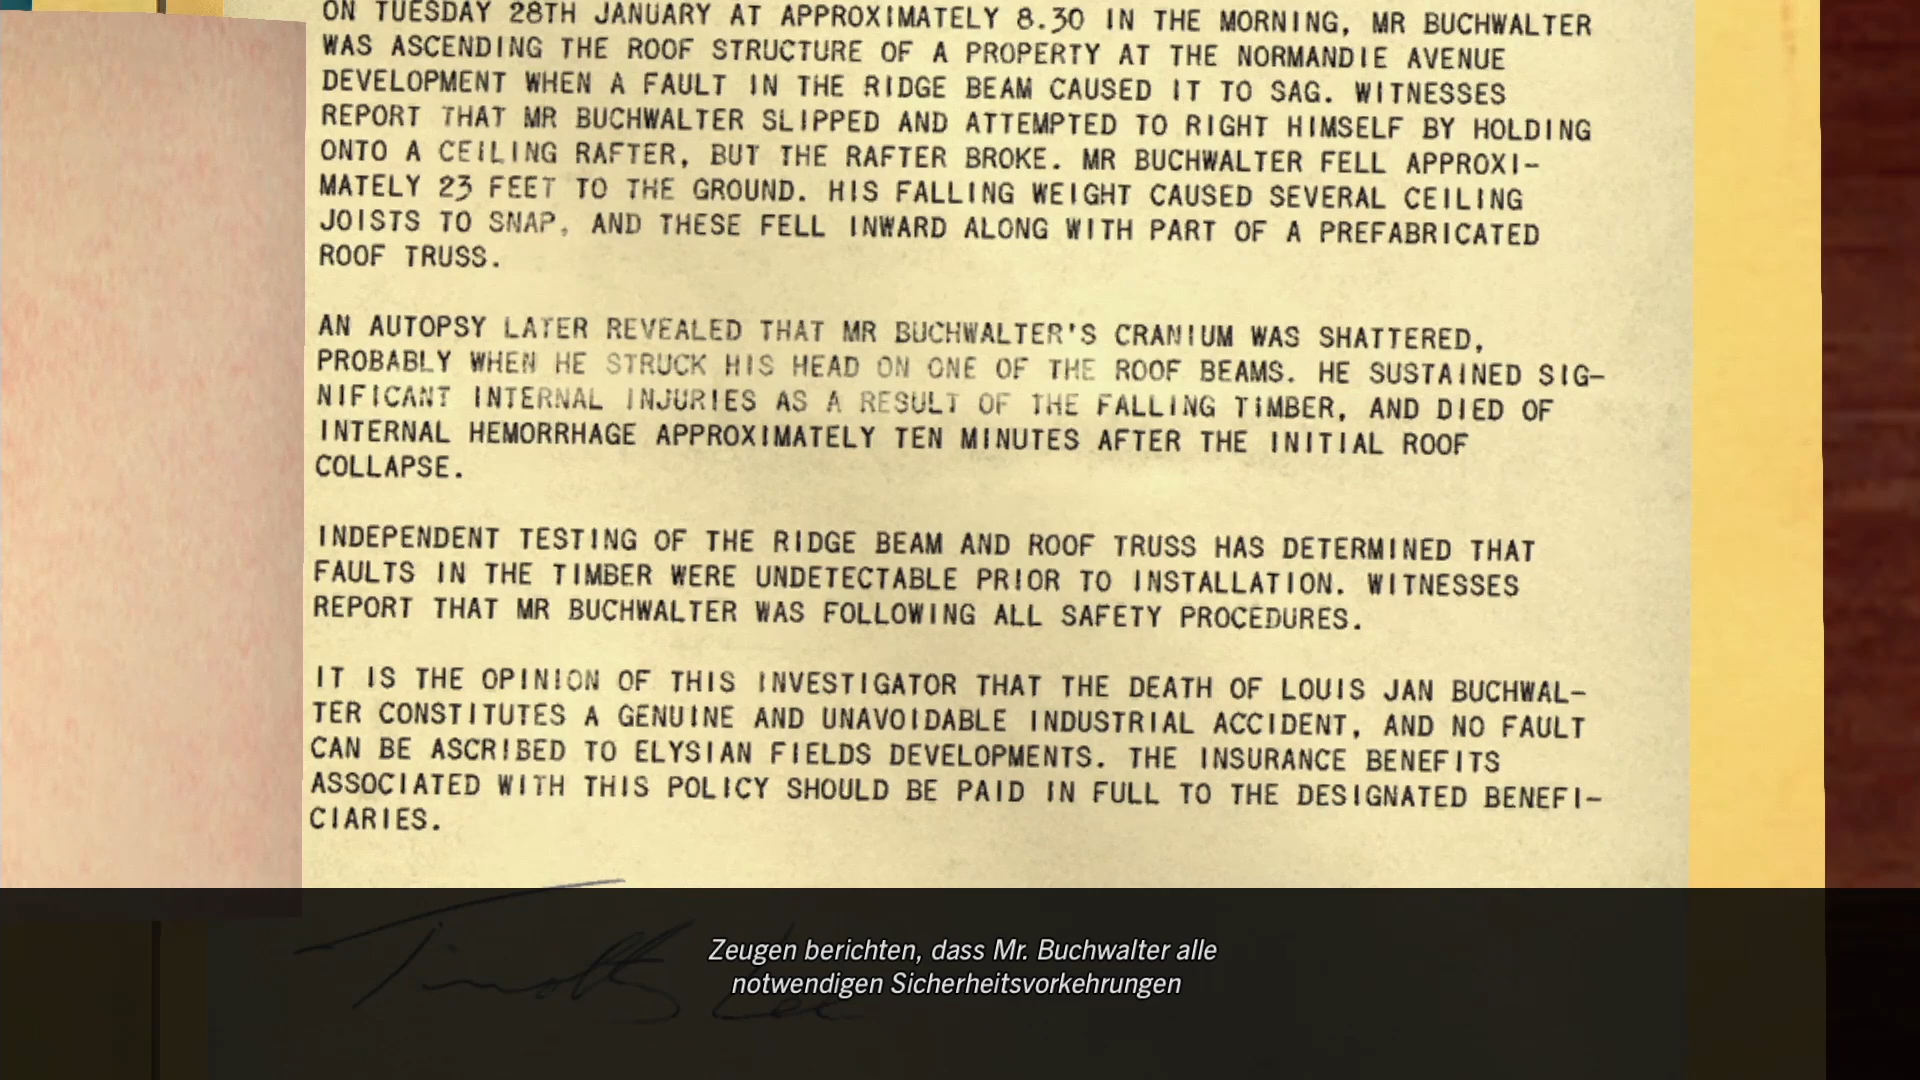 ON TUESDAY 28TH JANUARY AT APPROXIMATELY 8.30 IN THE MORNING, MR BUCHWALTER
WAS ASCENDING THE ROOF STRUCTURE OF A PROPERTY AT THE NORMANDIE AVENUE
DEVELOPMENT WHEN A FAULT IN THE RIDGE BEAM CAUSED IT TO SAG. WITNESSES
REPORT THAT MR BUCHWALTER SLIPPED AND ATTEMPTED TO RIGHT HIMSELF BY HOLDING
ONTO A CEILING RAFTER, BUT THE RAFTER BROKE. MR BUCHWALTER FELL APPROXI-
MATELY 23 FEET TO THE GROUND. HIS FALLING WEIGHT CAUSED SEVERAL CEILING
JOISTS TO SNAP, AND THESE FELL INWARD ALONG WITH PART OF A PREFABRICATED
ROOF TRUSS.
AN AUTOPSY LATER REVEALED THAT MR BUCHWALTER'S CRANIUM WAS SHATTERED,
PROBABLY WHEN HE STRUCK HIS HEAD ON ONE OF THE ROOF BEAMS. HE SUSTAINED SIG-
NIFICANT INTERNAL INJURIES AS A RESULT OF THE FALLING TIMBER, AND DIED OF
INTERNAL HEMORRHAGE APPROXIMATELY TEN MINUTES AFTER THE INITIAL ROOF
COLLAPSE.
INDEPENDENT TESTING OF THE RIDGE BEAM AND ROOF TRUSS HAS DETERMINED THAT
FAULTS IN THE TIMBER WERE UNDETECTABLE PRIOR TO INSTALLATION. WITNESSES
REPORT THAT MR BUCHWALTER WAS FOLLOWING ALL SAFETY PROCEDURES.
IT IS THE OPINION OF THIS INVESTIGATOR THAT THE DEATH OF LOUIS JAN BUCHWAL-
TER CONSTITUTES A GENUINE AND UNAVOIDABLE INDUSTRIAL ACCIDENT, AND NO FAULT
CAN BE ASCRIBED TO ELYSIAN FIELDS DEVELOPMENTS. THE INSURANCE BENEFITS
ASSOCIATED WITH THIS POLICY SHOULD BE PAID IN FULL TO THE DESIGNATED BENEFI-
CIARIES.
Zeugen berichten, dass Mr. Buchwalter alle
notwendigen Sicherheitsvorkehrungen